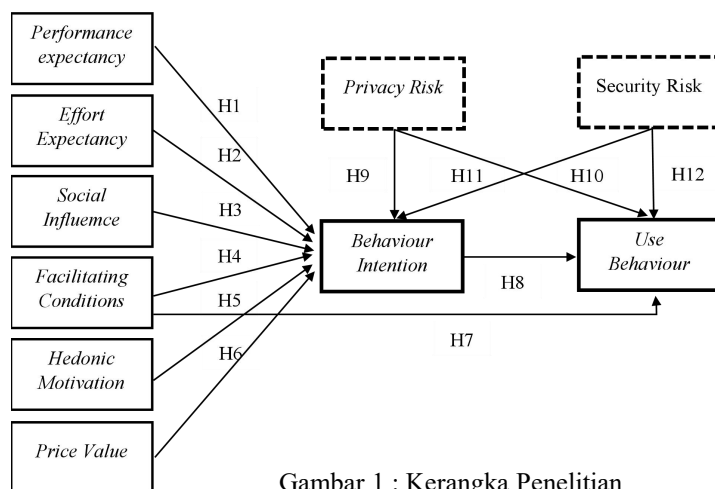 Performance
expectancy
Effort
Expectancy
Social
Influemce
Facilitating
Conditions
Hedonic
Motivation
Price Value
H1
H2
H3
H4
H5
H6
Privacy Risk
Security Risk
H9
H11
H10
H12
Behaviour
Intention
Use
Behaviour
H8
H7
Gambar 1 : Kerangka Penelitian